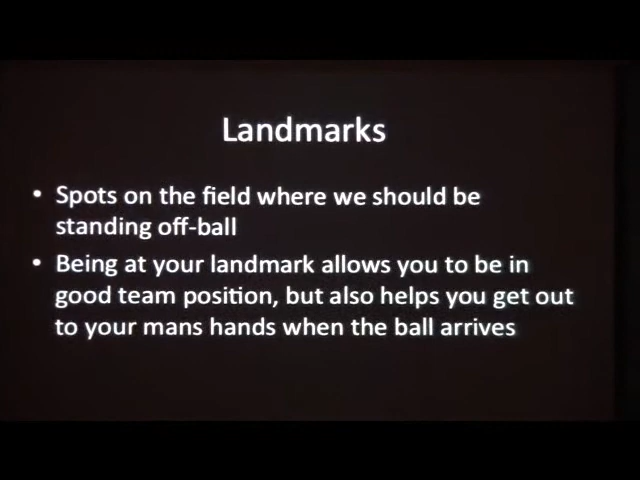 Landmarks
• Spots on the field where we should be
standing off-ball
• Being at your landmark allows you to be in
good team position, but also helps you get out
to your mans hands when the ball arrives